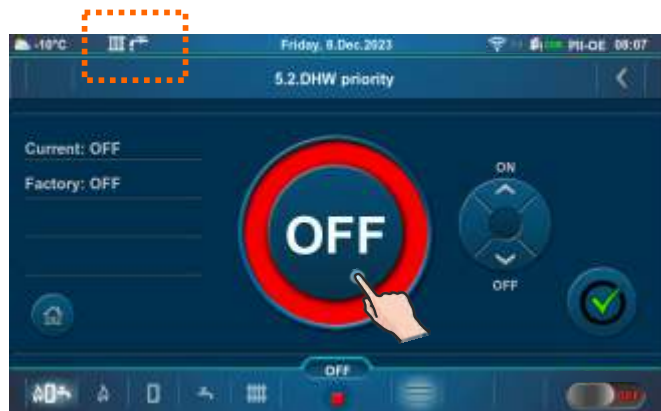 -10°C Friday, 8.Dec.2023 PII-OE 08:07
5.2.DHW priority
Current: OFF
Factory: OFF
OFF
ON
OFF
OFF
OFF